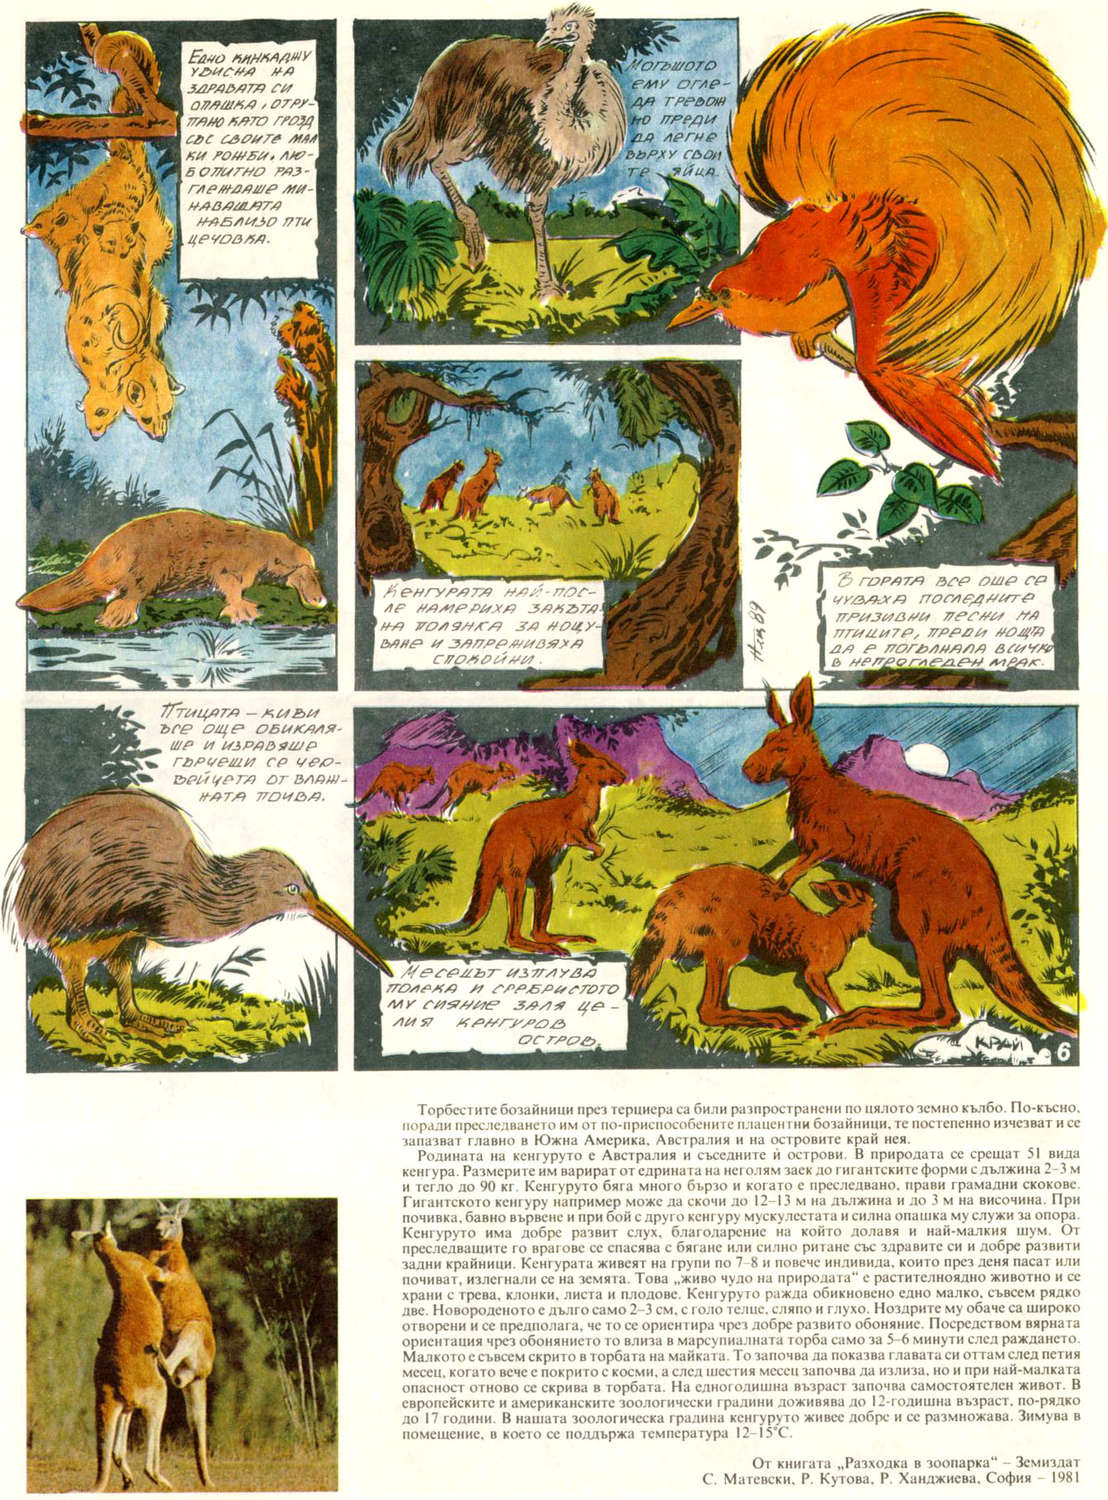 Едно кинкаджу
увисна на
здравата си
опашка, отру-
пано като грозд
със своите мал
ки рожби. Лю-
бопитно раз-
глеждаше ми-
наващата
наблизо пти
цечовка.
Могъщото
ему огле-
да тревож
но преди
да легне
върху свои
те яйца.
Кенгурата най-пос-
ле намериха закъта-
на полянка за нощу-
ване и запреживяха
спокойни.
В гората все още се
чуваха последните
призивни песни на
птиците, преди нощта
да е погълнала всичко
в непрогледен мрак.
Птицата – киви
все още обикаля-
ше и изравяше
гърчещи се чер-
вейчета от влаж-
ната почва.
Месецът изплува
полека и сребристото
му сияние заля це-
лия кенгуров
остров.
КРАЙ
6
Торбестите бозайници през терциера са били разпространени по цялото земно кълбо. По-късно,
поради преследването им от по-приспособените плацентни бозайници, те постепенно изчезват и се
запазват главно в Южна Америка, Австралия и на островите край нея.
Родината на кенгуруто е Австралия и съседните ѝ острови. В природата се срещат 51 вида
кенгура. Размерите им варират от едрината на неголям заек до гигантските форми с дължина 2–3 м
и тегло до 90 кг. Кенгуруто бяга много бързо и когато е преследвано, прави грамадни скокове.
Гигантското кенгуру например може да скочи до 12–13 м на дължина и до 3 м на височина. При
почивка, бавно вървене и при бой с друго кенгуру мускулестата и силна опашка му служи за опора.
Кенгуруто има добре развит слух, благодарение на който долавя и най-малкия шум. От
преследващите го врагове се спасява с бягане или силно ритане със здравите си и добре развити
задни крайници. Кенгурата живеят на групи по 7–8 и повече индивида, които през деня пасат или
почиват, излегнали се на земята. Това „живо чудо на природата“ е растителноядно животно и се
храни с трева, клонки, листа и плодове. Кенгуруто ражда обикновено едно малко, съвсем рядко
две. Новороденото е дълго само 2–3 см, с голо телце, сляпо и глухо. Ноздрите му обаче са широко
отворени и се предполага, че то се ориентира чрез добре развито обоняние. Посредством вярната
ориентация чрез обонянието то влиза в марсупиалната торба само за 5–6 минути след раждането.
Малкото е съвсем скрито в торбата на майката. То започва да показва главата си оттам след петия
месец, когато вече е покрито с косми, а след шестия месец започва да излиза, но и при най-малката
опасност отново се скрива в торбата. На едногодишна възраст започва самостоятелен живот. В
европейските и американските зоологически градини доживява до 12-годишна възраст, по-рядко
до 17 години. В нашата зоологическа градина кенгуруто живее добре и се размножава. Зимува в
помещение, в което се поддържа температура 12–15°С.
От книгата „Разходка в зоопарка“ – Земиздат
С. Матевски, Р. Кутова, Р. Ханджиева, София – 1981